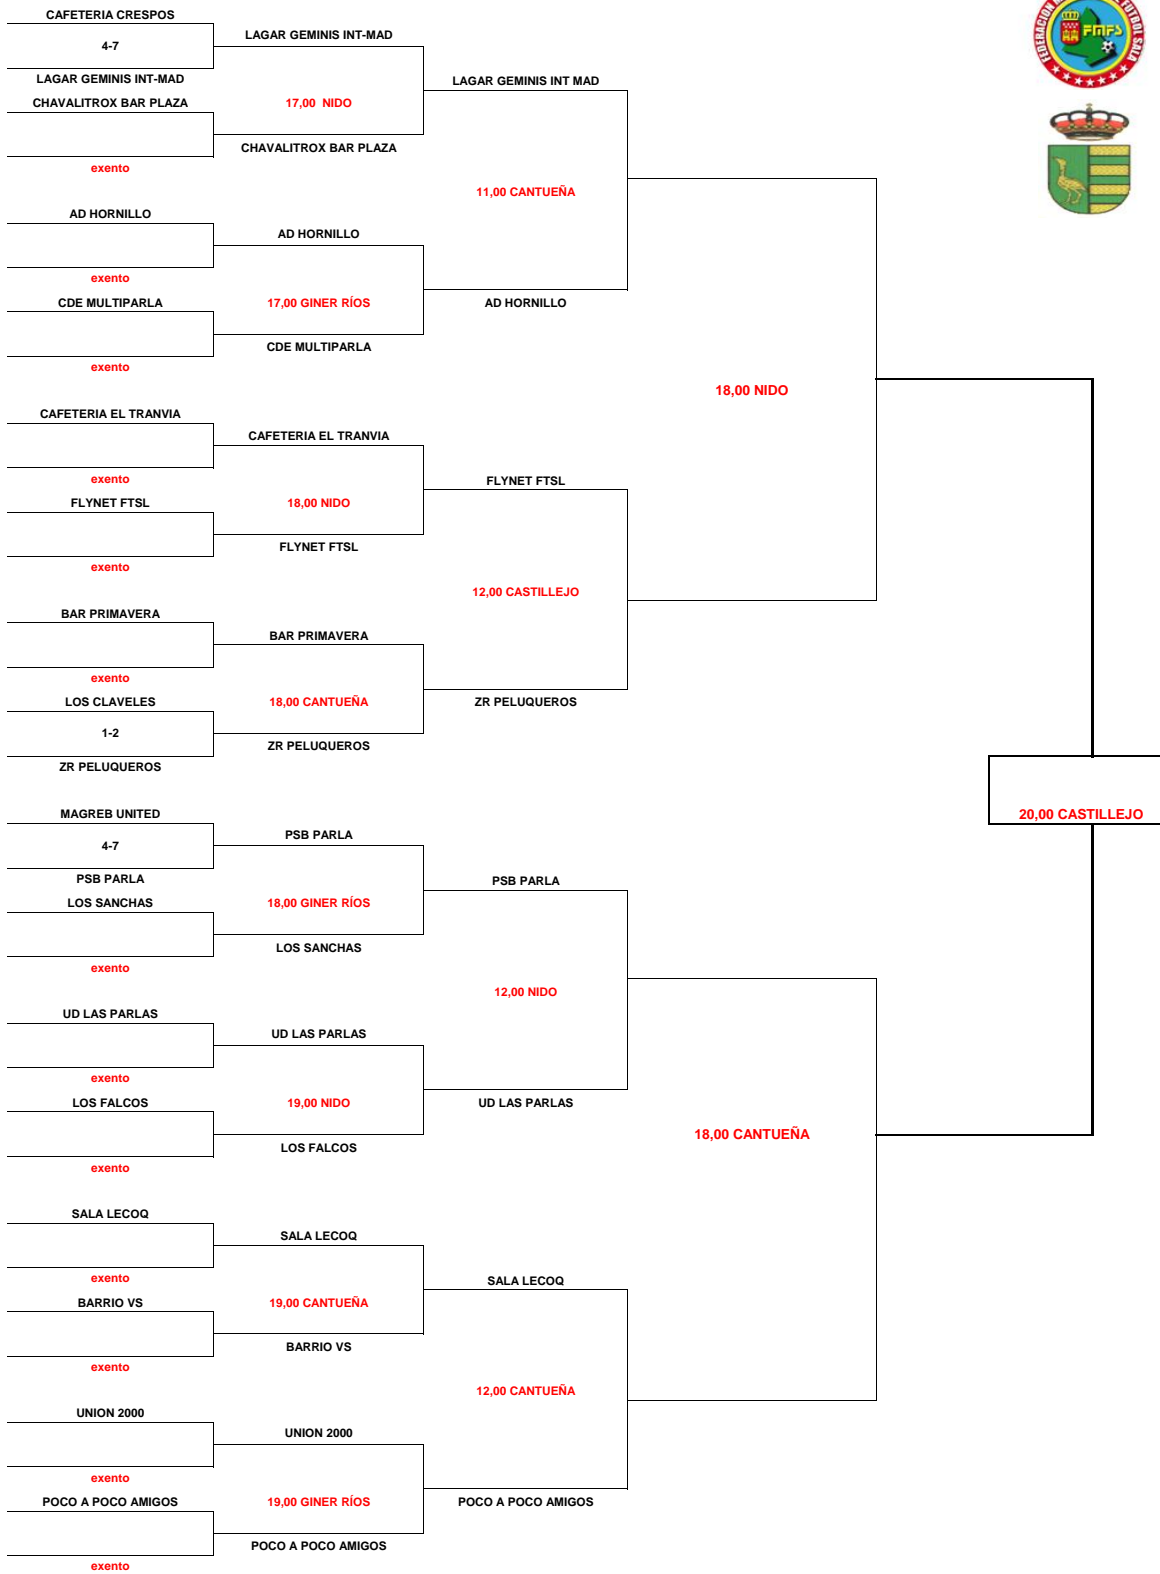 CAFETERIA CRESPOS
4-7
LAGAR GEMINIS INT-MAD
CHAVALITROX BAR PLAZA
exento
AD HORNILLO
exento
CDE MULTIPARLA
exento
CAFETERIA EL TRANVIA
exento
FLYNET FTSL
exento
BAR PRIMAVERA
exento
LOS CLAVELES
1-2
ZR PELUQUEROS
MAGREB UNITED
4-7
PSB PARLA
LOS SANCHAS
exento
UD LAS PARLAS
exento
LOS FALCOS
exento
SALA LECOQ
exento
BARRIO VS
exento
UNION 2000
exento
POCO A POCO AMIGOS
exento
LAGAR GEMINIS INT-MAD
17,00 NIDO
CHAVALITROX BAR PLAZA
AD HORNILLO
17,00 GINER RÍOS
CDE MULTIPARLA
CAFETERIA EL TRANVIA
18,00 NIDO
FLYNET FTSL
BAR PRIMAVERA
18,00 CANTUEÑA
ZR PELUQUEROS
PSB PARLA
18,00 GINER RÍOS
LOS SANCHAS
UD LAS PARLAS
19,00 NIDO
LOS FALCOS
SALA LECOQ
19,00 CANTUEÑA
BARRIO VS
UNION 2000
19,00 GINER RÍOS
POCO A POCO AMIGOS
LAGAR GEMINIS INT MAD
11,00 CANTUEÑA
AD HORNILLO
FLYNET FTSL
12,00 CASTILLEJO
ZR PELUQUEROS
PSB PARLA
12,00 NIDO
UD LAS PARLAS
SALA LECOQ
12,00 CANTUEÑA
POCO A POCO AMIGOS
18,00 NIDO
18,00 CANTUEÑA
20,00 CASTILLEJO
FEDERACION
FUTBOL SALA
FMFS